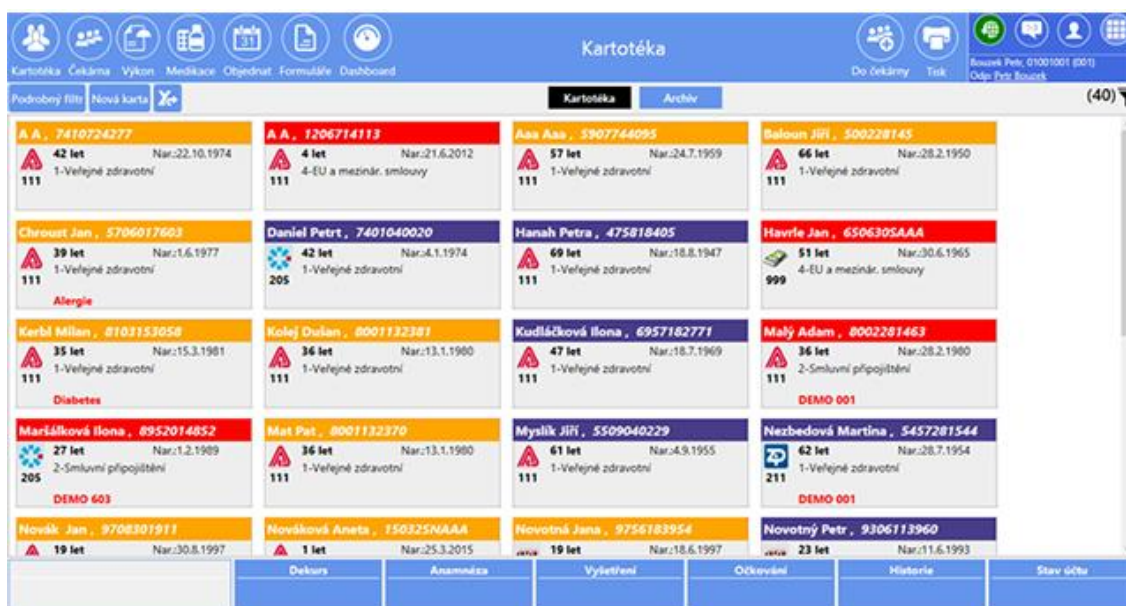 Kartotéka Čekárna Výkon Medikace Objednat Formuláře Dashboard
Kartotéka
Do čekárny Tisk
Bouzek Petr, 01001001 (001)
Odp: Petr Bouzek
Podrobný filtr Nová karta
Kartotéka Archiv
(40)
A A , 7410724277
42 let Nar.:22.10.1974
1-Veřejné zdravotní
111
A A , 1206714113
4 let Nar.:21.6.2012
4-EU a mezinár. smlouvy
111
Aaa Aaa , 5907744095
57 let Nar.:24.7.1959
1-Veřejné zdravotní
111
Baloun Jiří , 500228145
66 let Nar.:28.2.1950
1-Veřejné zdravotní
111
Chroust Jan , 5706017603
39 let Nar.:1.6.1977
1-Veřejné zdravotní
111
Alergie
Daniel Petrt , 7401040020
42 let Nar.:4.1.1974
1-Veřejné zdravotní
205
Hanah Petra , 475818405
69 let Nar.:18.8.1947
1-Veřejné zdravotní
111
Havrle Jan , 650630SAAA
51 let Nar.:30.6.1965
4-EU a mezinár. smlouvy
999
Kerbl Milan , 8103153058
35 let Nar.:15.3.1981
1-Veřejné zdravotní
111
Diabetes
Kolej Dušan , 8001132381
36 let Nar.:13.1.1980
1-Veřejné zdravotní
111
Kudláčková Ilona , 6957182771
47 let Nar.:18.7.1969
1-Veřejné zdravotní
111
Malý Adam , 8002281463
36 let Nar.:28.2.1980
2-Smluvní připojištění
111
DEMO 001
Maršálková Ilona , 8952014852
27 let Nar.:1.2.1989
2-Smluvní připojištění
205
DEMO 603
Mat Pat , 8001132370
36 let Nar.:13.1.1980
1-Veřejné zdravotní
111
Myslík Jiří , 5509040229
61 let Nar.:4.9.1955
1-Veřejné zdravotní
111
Nezbedová Martina , 5457281544
62 let Nar.:28.7.1954
1-Veřejné zdravotní
211
DEMO 001
Novák Jan , 9708301911
19 let Nar.:30.8.1997
Nováková Aneta , 150325NAAA
1 let Nar.:25.3.2015
Novotná Jana , 9756183954
19 let Nar.:18.6.1997
Novotný Petr , 9306113960
23 let Nar.:11.6.1993
Dekurs Anamnéza Vyšetření Očkování Historie Stav účtu